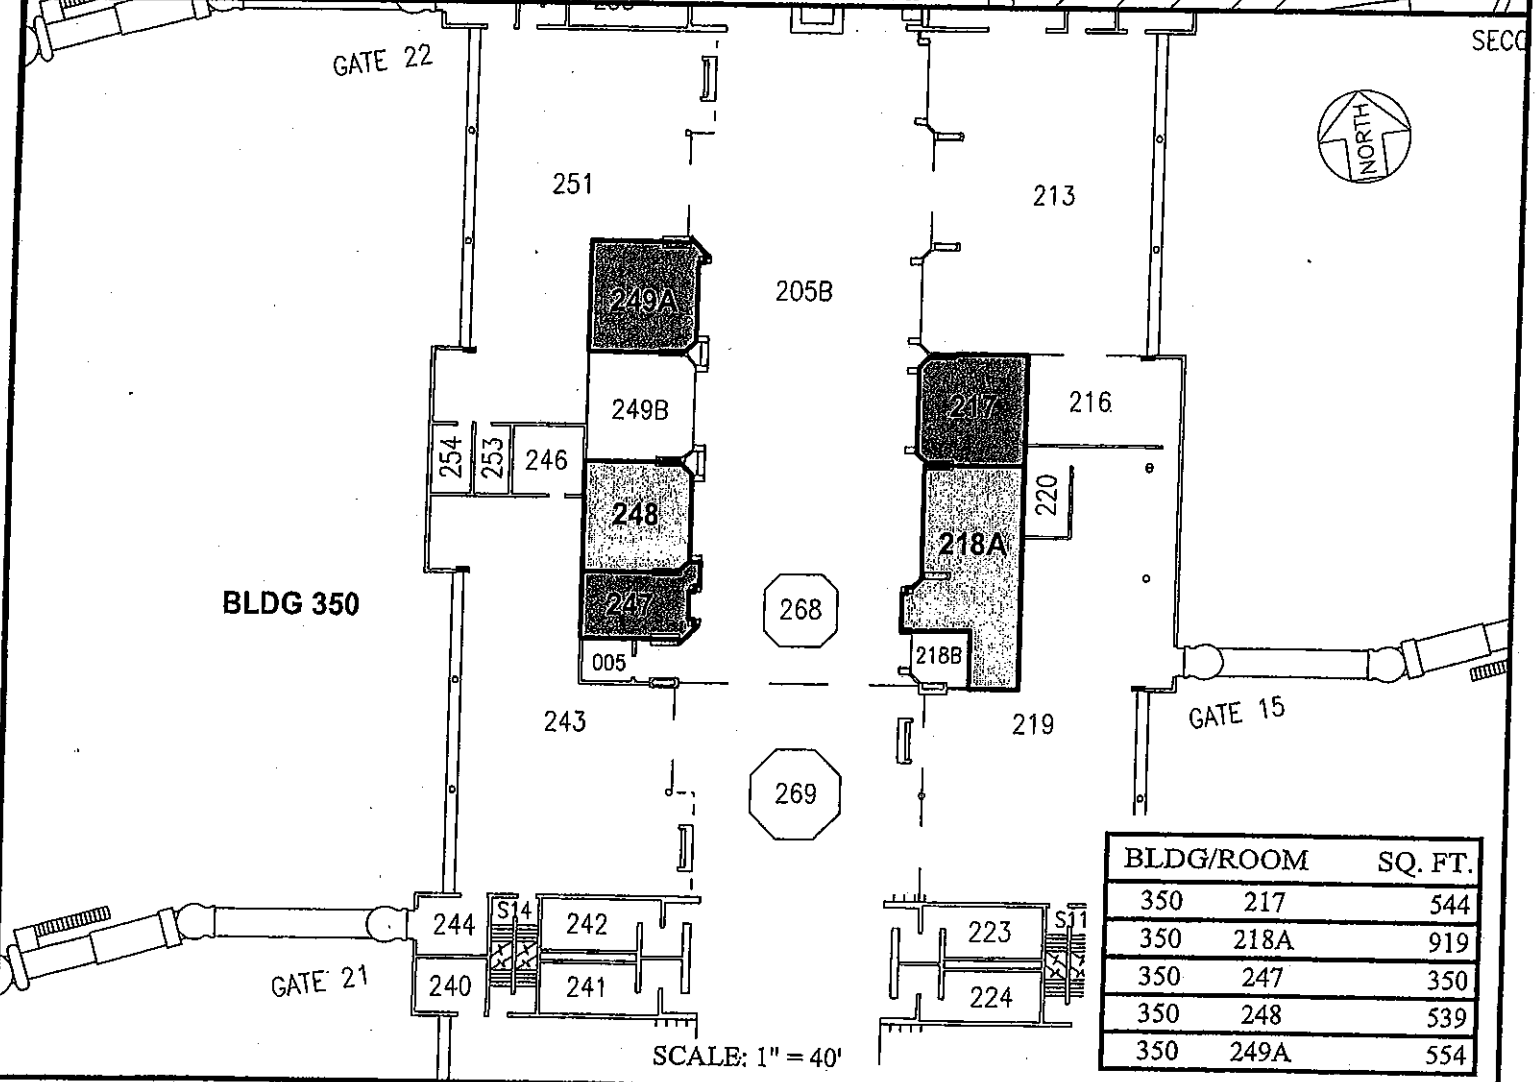 GATE 22
SECO
NORTH
251
213
249A
205B
249B
217
216
254
253
246
248
220
218A
247
268
BLDG 350
005
218B
243
219
GATE 15
269
BLDG/ROOM SQ. FT.
350 217 544
350 218A 919
350 247 350
350 248 539
350 249A 554
244
S14
242
223
S11
GATE 21
240
241
224
SCALE: 1" = 40'